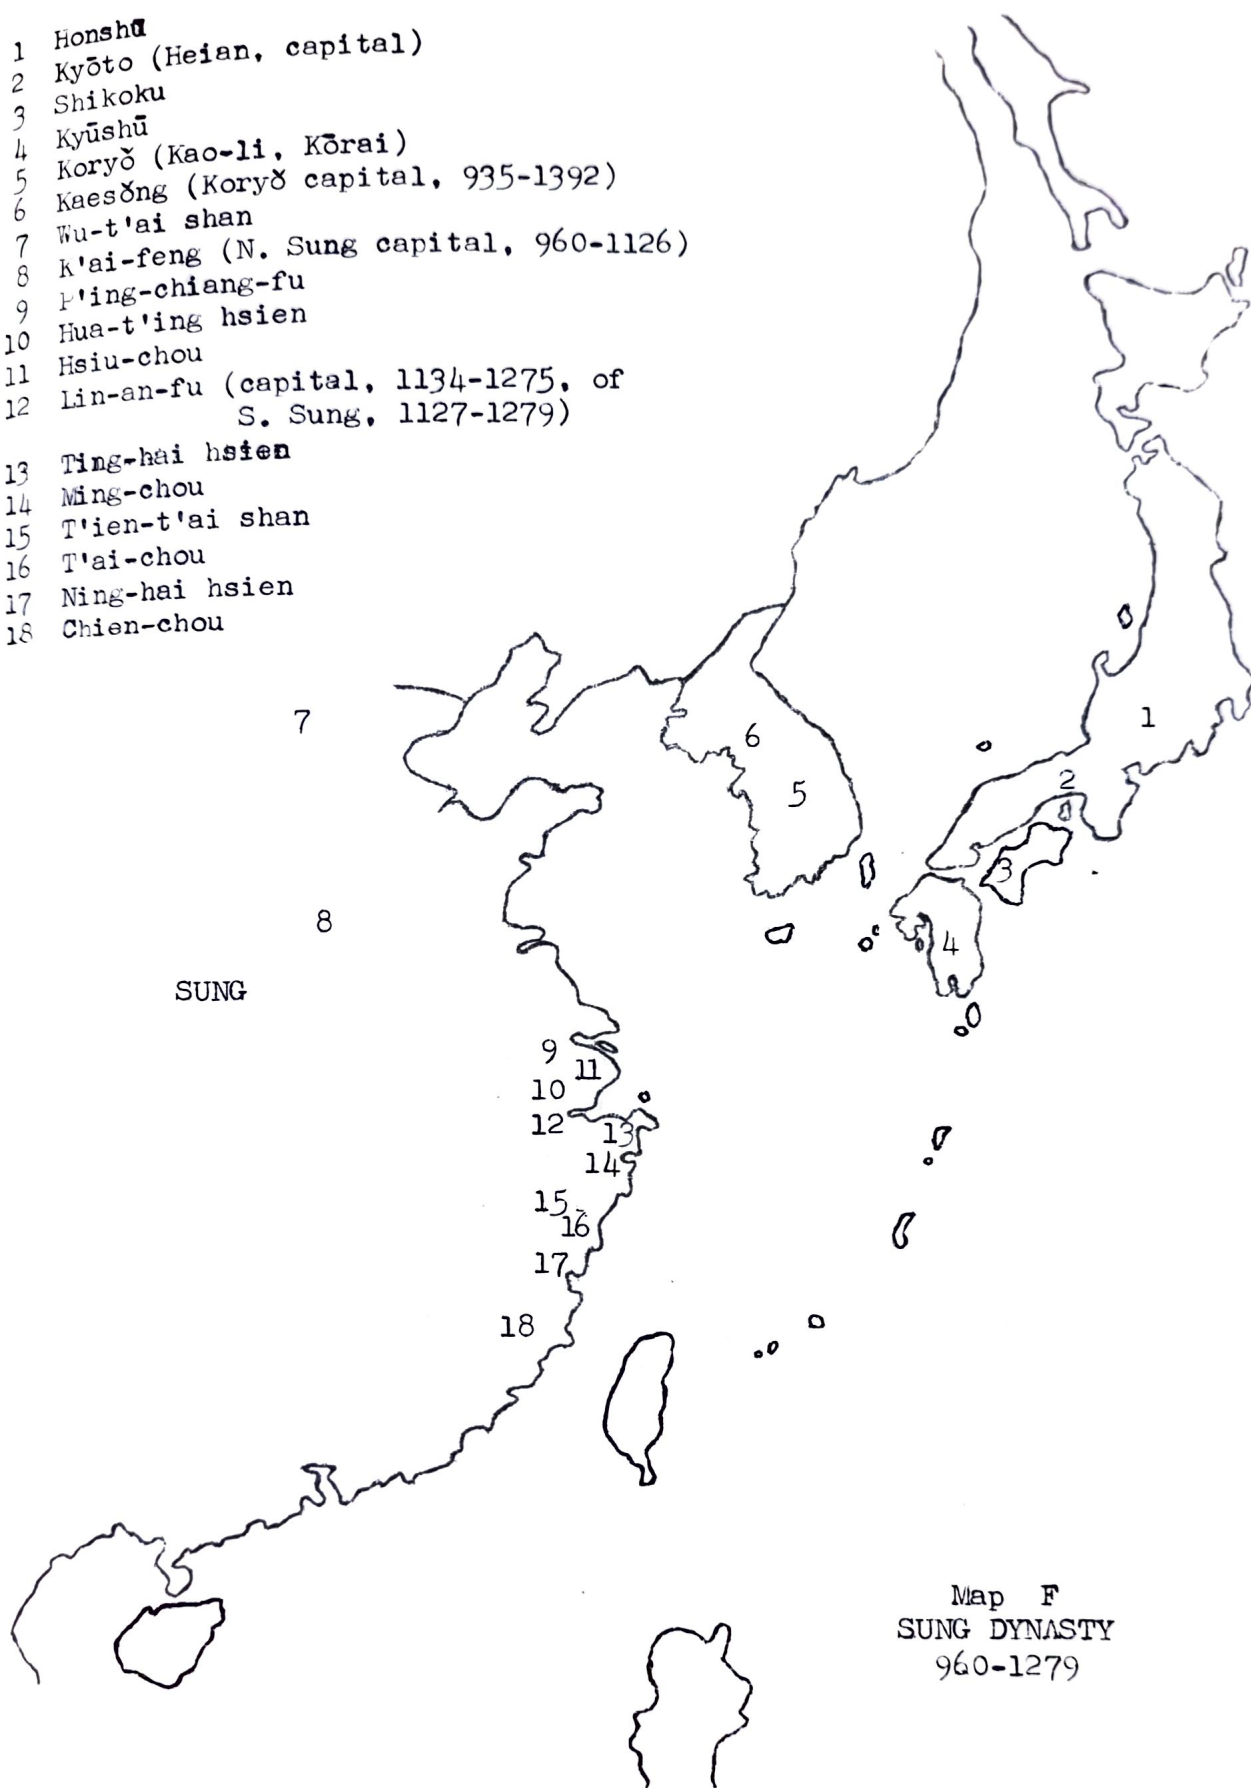 1 Honshū
2 Kyōto (Heian, capital)
3 Shikoku
4 Kyūshū
5 Koryŏ (Kao-li, Kōrai)
6 Kaesŏng (Koryŏ capital, 935-1392)
7 Wu-t'ai shan
8 K'ai-feng (N. Sung capital, 960-1126)
9 P'ing-chiang-fu
10 Hua-t'ing hsien
11 Hsiu-chou
12 Lin-an-fu (capital, 1134-1275, of
S. Sung, 1127-1279)
13 Ting-hai hsien
14 Ming-chou
15 T'ien-t'ai shan
16 T'ai-chou
17 Ning-hai hsien
18 Chien-chou
7
6
1
5
2
3
8
4
SUNG
9
11
10
12
13
14
15
16
17
18
Map F
SUNG DYNASTY
960-1279